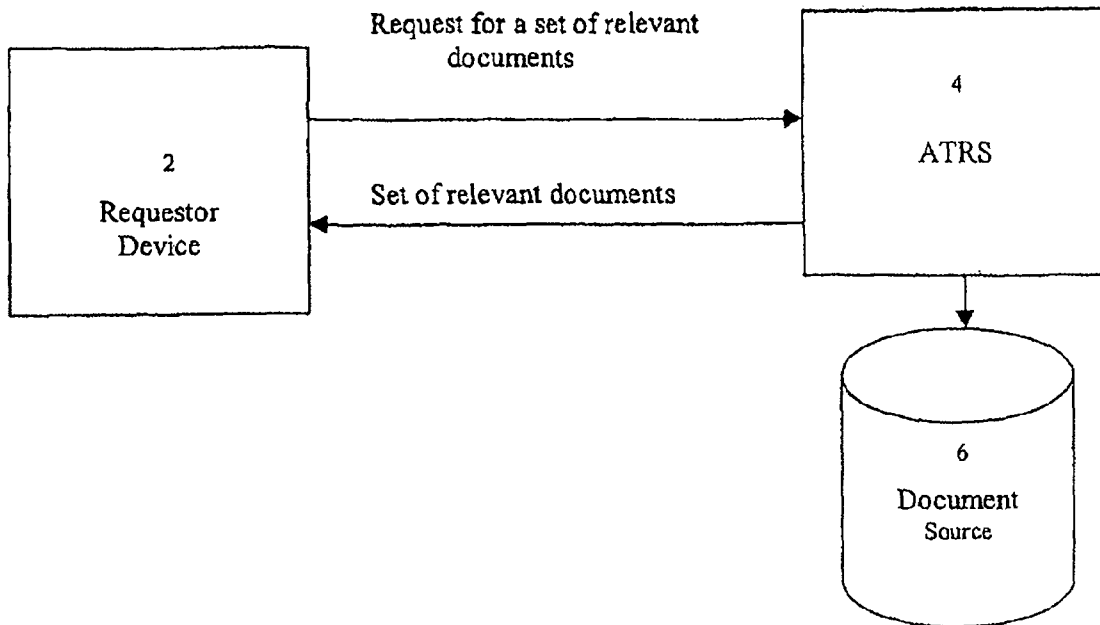 Request for a set of relevant
documents
2
Requestor
Device
Set of relevant documents
4
ATRS
6
Document
Source